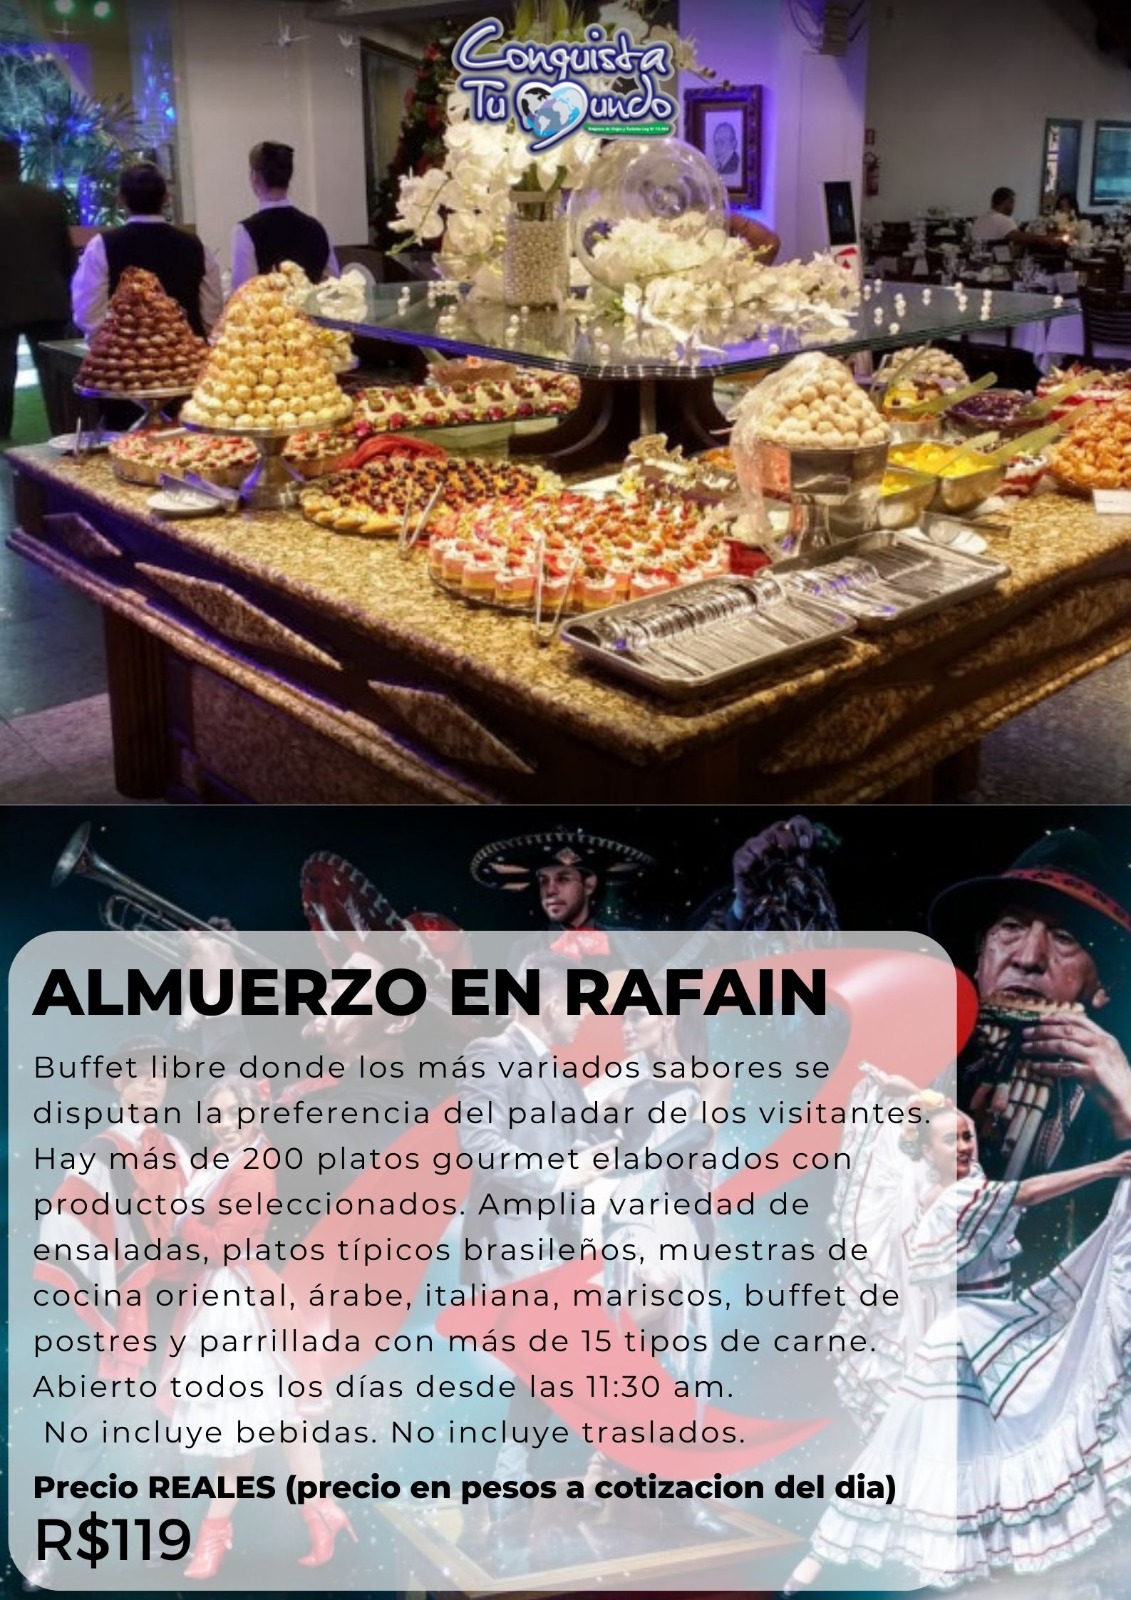 Conquista
Tu Mundo
ALMUERZO EN RAFAIN
Buffet libre donde los más variados sabores se
disputan la preferencia del paladar de los visitantes.
Hay más de 200 platos gourmet elaborados con
productos seleccionados. Amplia variedad de
ensaladas, platos típicos brasileños, muestras de
cocina oriental, árabe, italiana, mariscos, buffet de
postres y parrillada con más de 15 tipos de carne.
Abierto todos los días desde las 11:30 am.
No incluye bebidas. No incluye traslados.
Precio REALES (precio en pesos a cotizacion del dia)
R$119